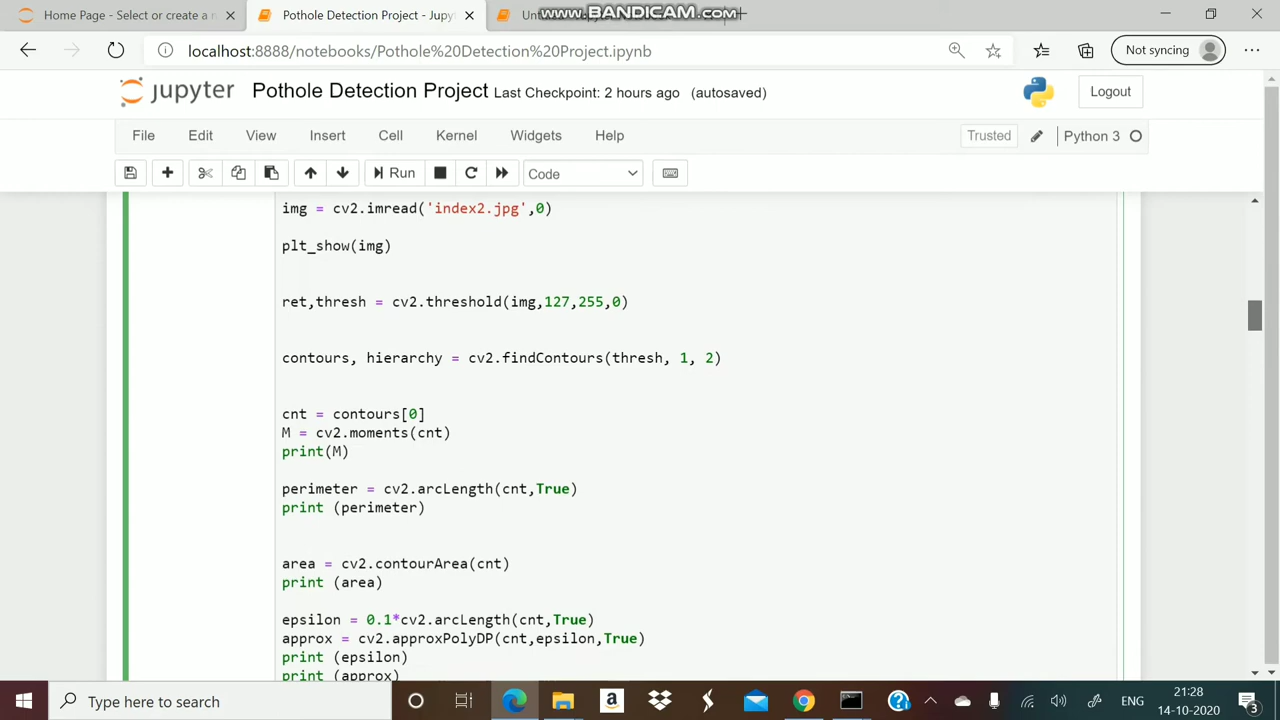 Home Page - Select or create a n
Pothole Detection Project - Jupyt
Un
www.BANDICAM.com
localhost:8888/notebooks/Pothole%20Detection%20Project.ipynb
Not syncing
jupyter Pothole Detection Project Last Checkpoint: 2 hours ago (autosaved)
Logout
File Edit View Insert Cell Kernel Widgets Help
Trusted
Python 3
Run
Code
img = cv2.imread('index2.jpg',0)
plt_show(img)
ret,thresh = cv2.threshold(img,127,255,0)
contours, hierarchy = cv2.findContours(thresh, 1, 2)
cnt = contours[0]
M = cv2.moments(cnt)
print(M)
perimeter = cv2.arcLength(cnt,True)
print (perimeter)
area = cv2.contourArea(cnt)
print (area)
epsilon = 0.1*cv2.arcLength(cnt,True)
approx = cv2.approxPolyDP(cnt,epsilon,True)
print (epsilon)
print (approx)
Type here to search
ENG
21:28
14-10-2020
3